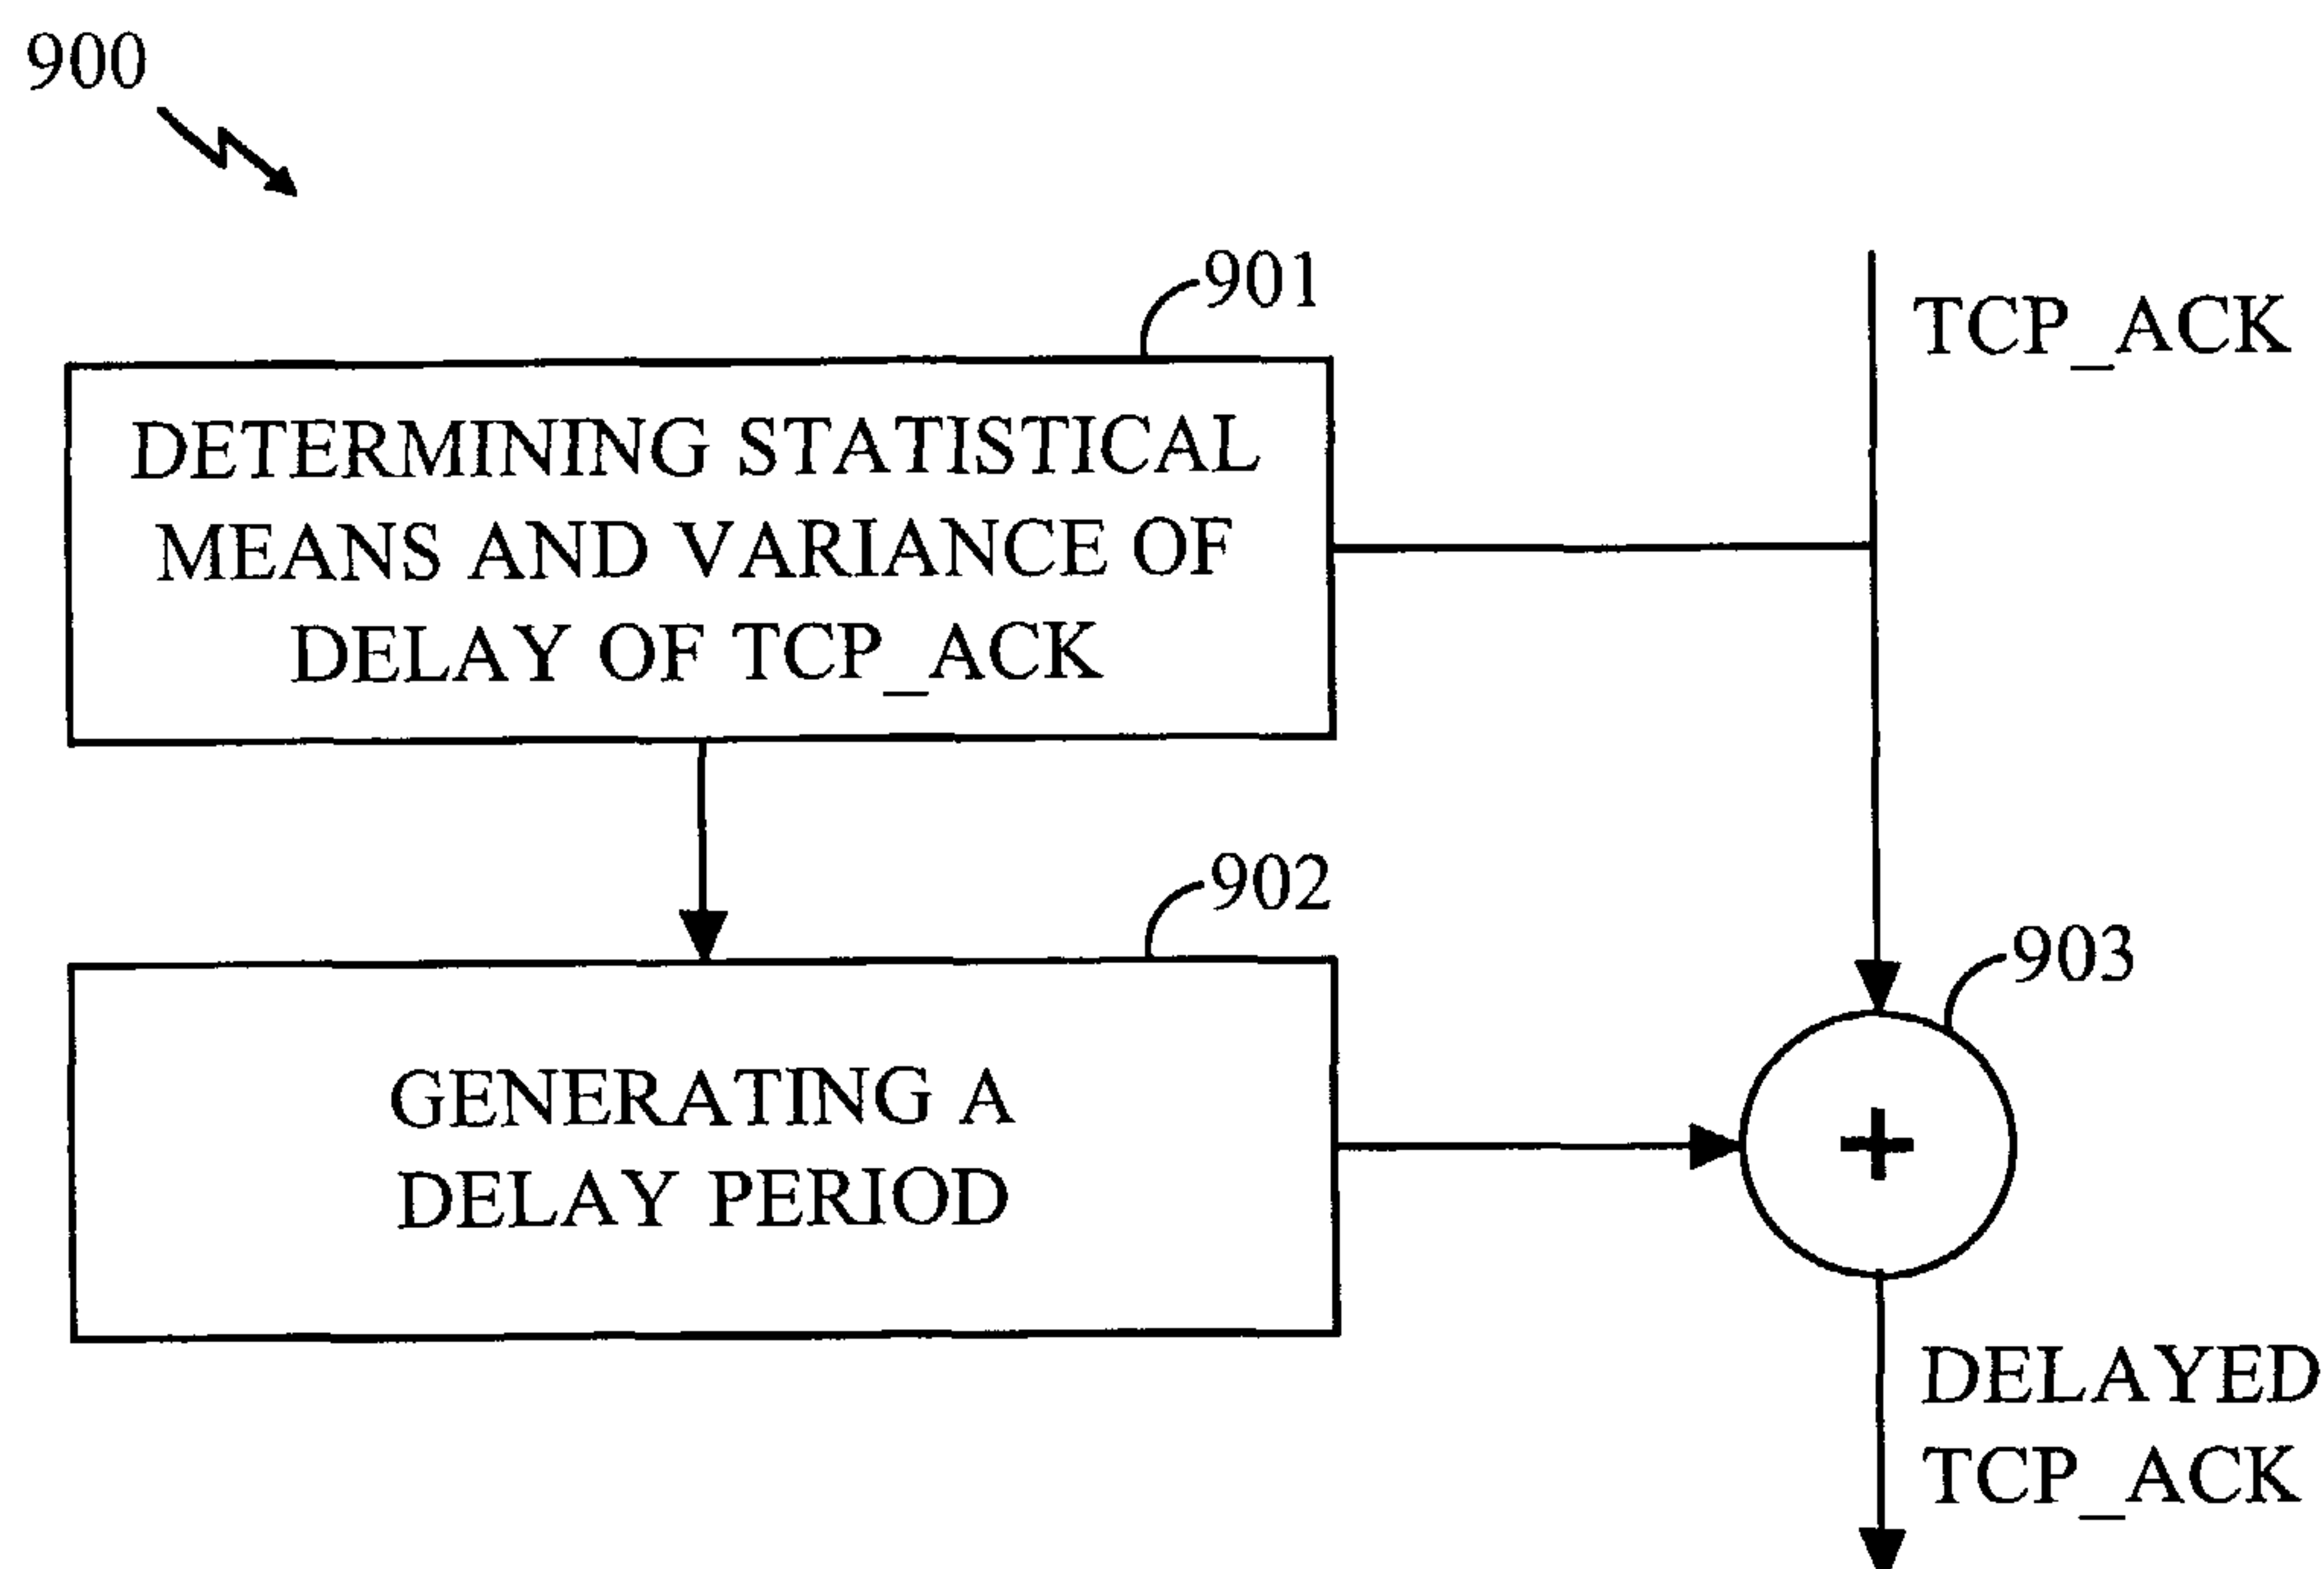 900
901
TCP_ACK
DETERMINING STATISTICAL
MEANS AND VARIANCE OF
DELAY OF TCP_ACK
902
903
GENERATING A
DELAY PERIOD
+
DELAYED
TCP_ACK